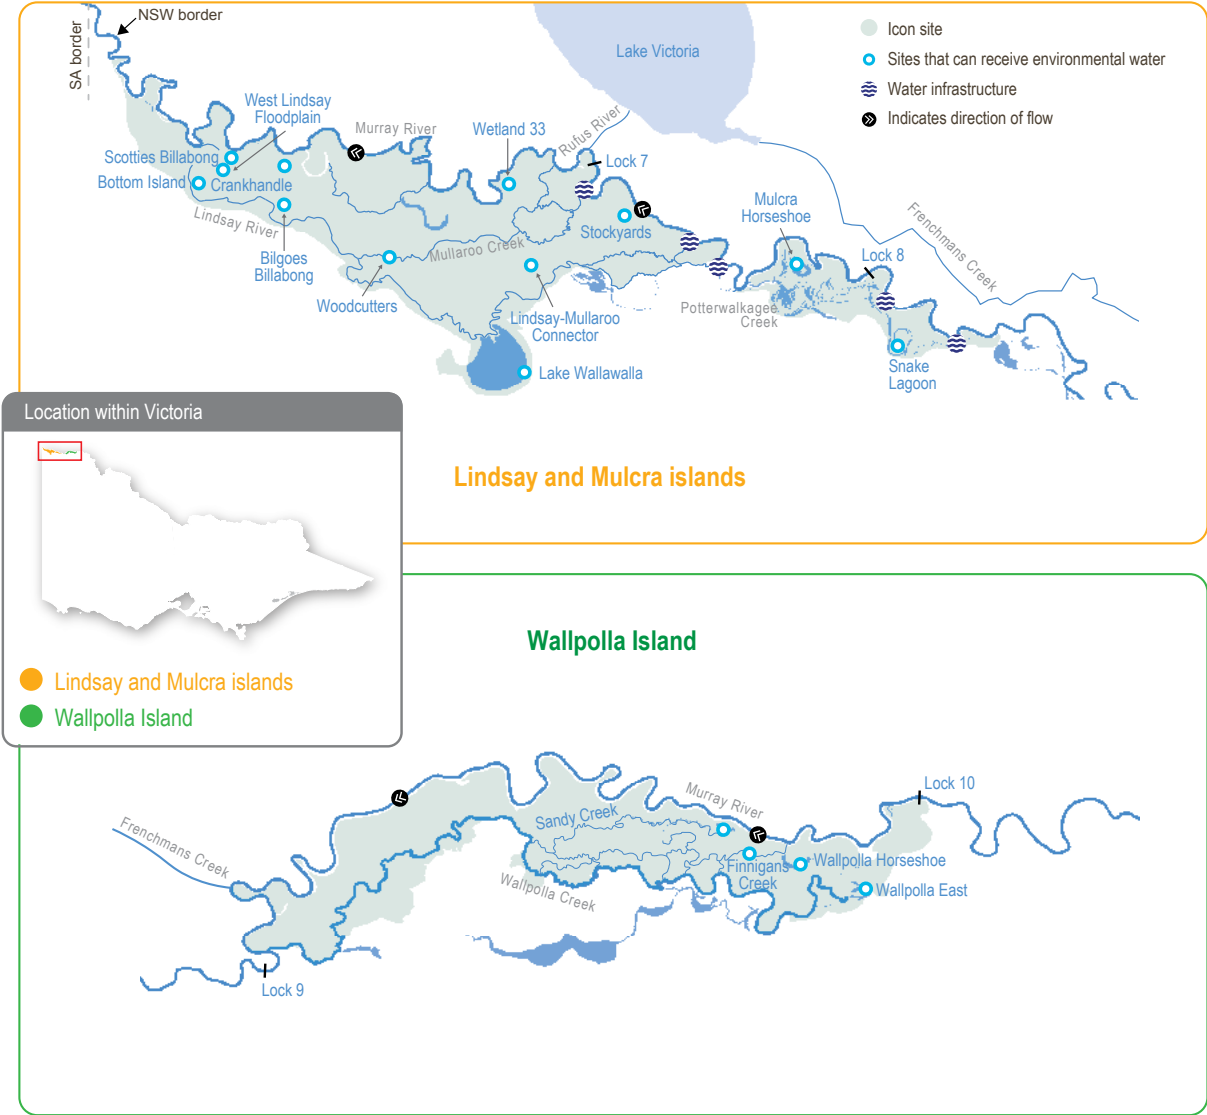 NSW border
SA border
Lake Victoria
Icon site
Sites that can receive environmental water
Water infrastructure
Indicates direction of flow
West Lindsay
Floodplain
Murray River
Wetland 33
Rufus River
Lock 7
Scotties Billabong
Bottom Island
Crankhandle
Lindsay River
Bilgoes
Billabong
Woodcutters
Mullaroo Creek
Stockyards
Lindsay-Mullaroo
Connector
Lake Wallawalla
Mulcra
Horseshoe
Lock 8
Frenchmans Creek
Potterwalkagee
Creek
Snake
Lagoon
Lindsay and Mulcra islands
Location within Victoria
Lindsay and Mulcra islands
Wallpolla Island
Wallpolla Island
Frenchmans Creek
Sandy Creek
Murray River
Lock 10
Finnigans
Creek
Wallpolla Horseshoe
Wallpolla East
Wallpolla Creek
Lock 9